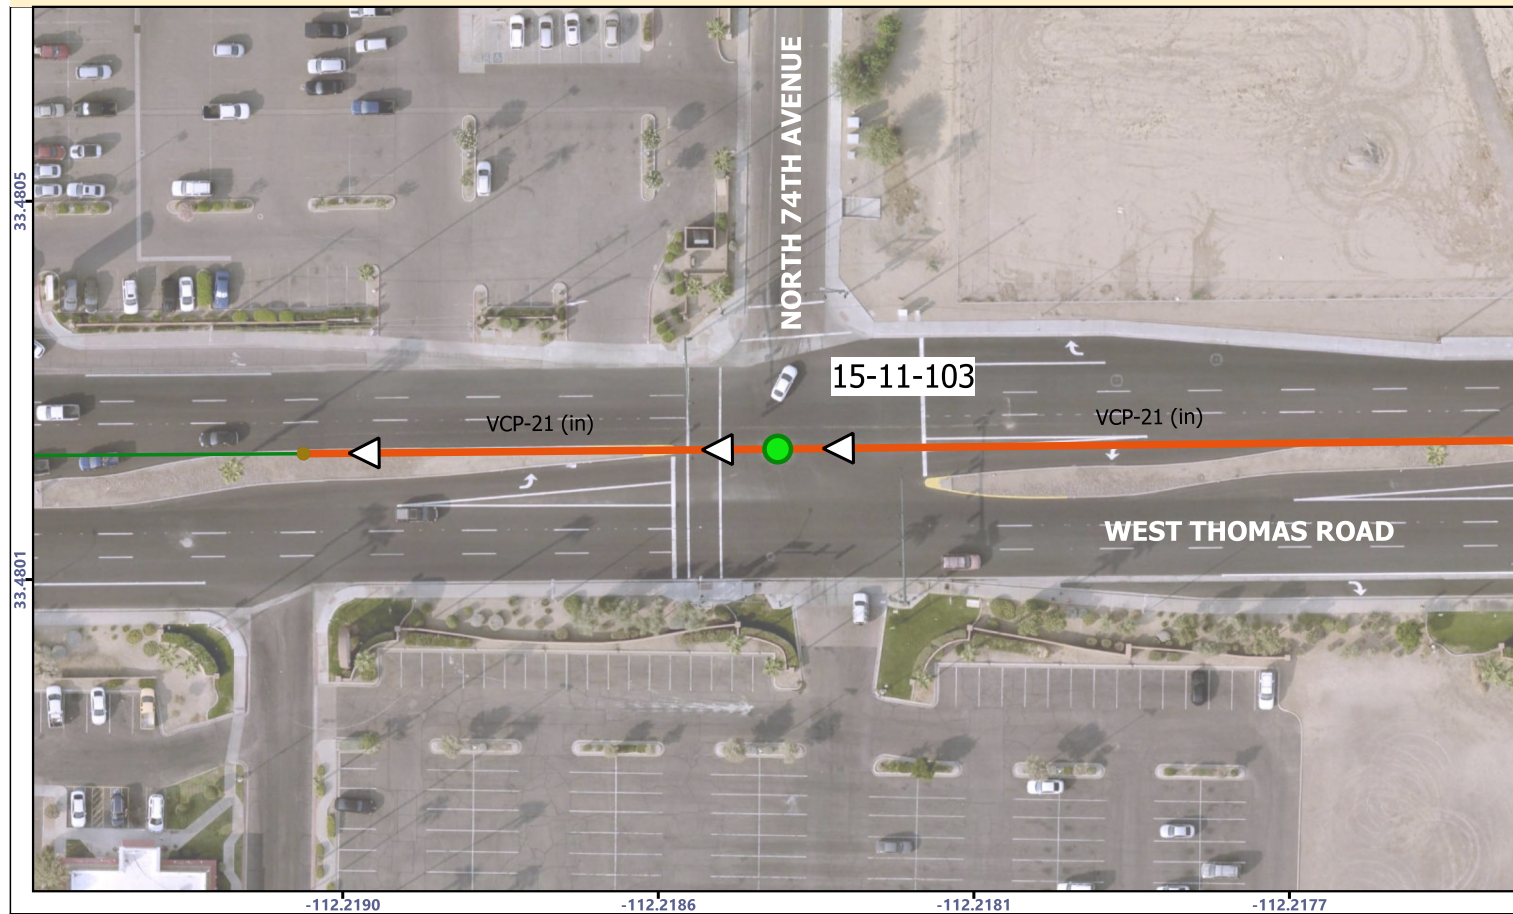 NORTH 74TH AVENUE
33.4805
15-11-103
VCP-21 (in)
VCP-21 (in)
WEST THOMAS ROAD
33.4801
-112.2190
-112.2186
-112.2181
-112.2177